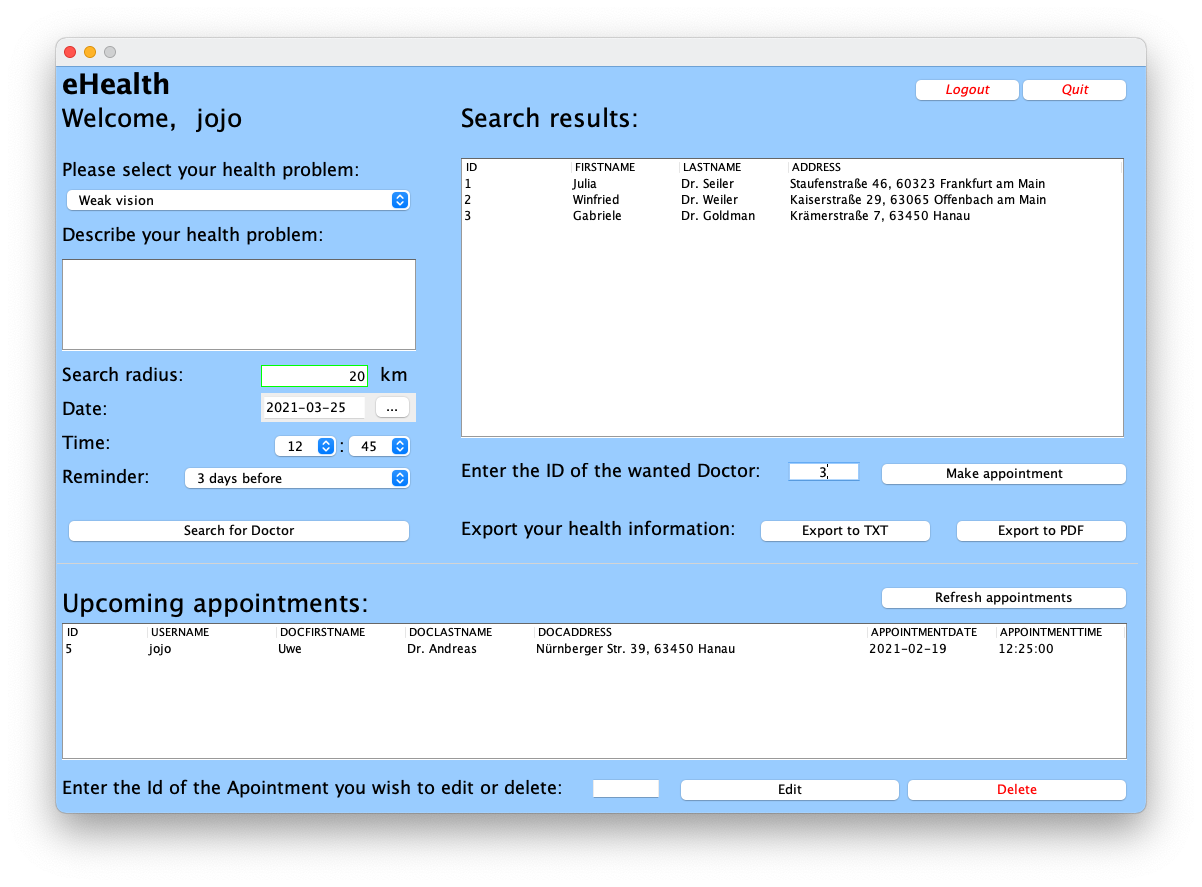 eHealth
Logout Quit
Welcome, jojo
Search results:
Please select your health problem:
Weak vision
Describe your health problem:
Search radius: 20 km
Date: 2021-03-25 ...
Time: 12 : 45
Reminder: 3 days before
Search for Doctor
ID FIRSTNAME LASTNAME ADDRESS
1 Julia Dr. Seiler Staufenstraße 46, 60323 Frankfurt am Main
2 Winfried Dr. Weiler Kaiserstraße 29, 63065 Offenbach am Main
3 Gabriele Dr. Goldman Krämerstraße 7, 63450 Hanau
Enter the ID of the wanted Doctor: 3 Make appointment
Export your health information: Export to TXT Export to PDF
Upcoming appointments:
Refresh appointments
ID USERNAME DOCFIRSTNAME DOCLASTNAME DOCADDRESS APPOINTMENTDATE APPOINTMENTTIME
5 jojo Uwe Dr. Andreas Nürnberger Str. 39, 63450 Hanau 2021-02-19 12:25:00
Enter the Id of the Apointment you wish to edit or delete: Edit Delete